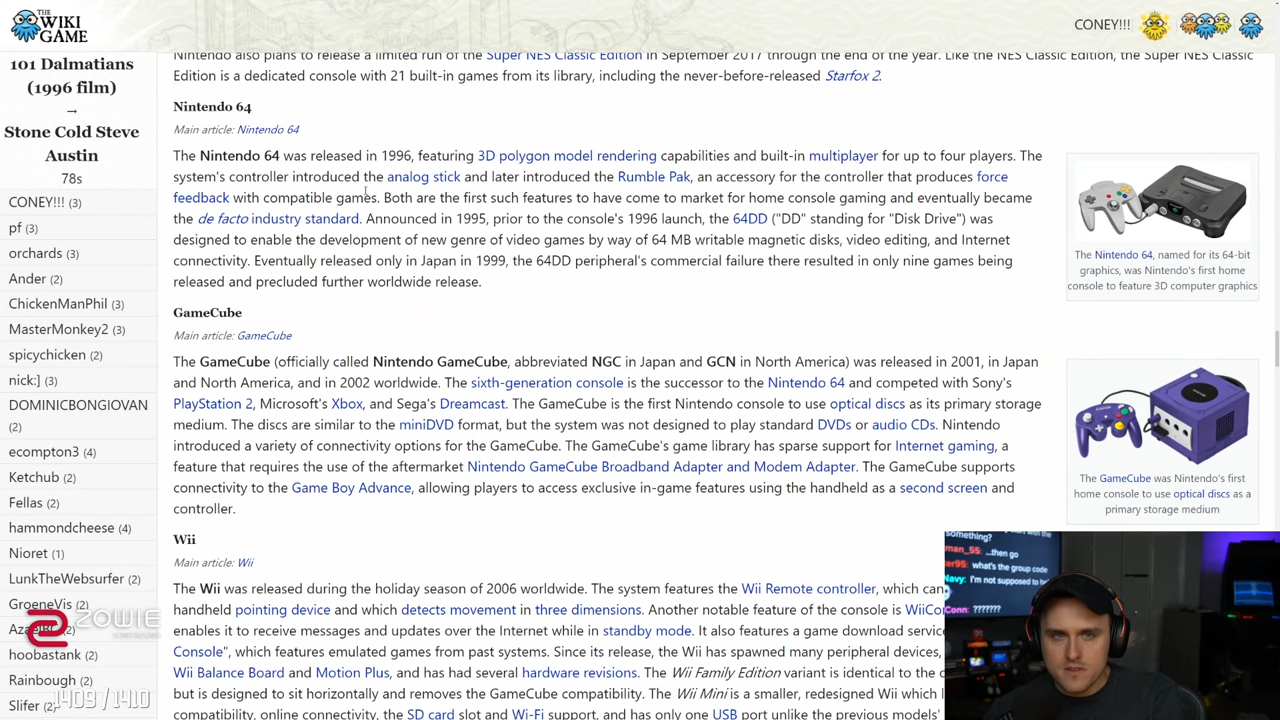 THE
WIKI
GAME
CONEY!!!
101 Dalmatians
(1996 film)
→
Stone Cold Steve
Austin
78s
CONEY!!! (3)
pf (3)
orchards (3)
Ander (2)
ChickenManPhil (3)
MasterMonkey2 (3)
spicychicken (2)
nick:] (3)
DOMINICBONGIOVAN
(2)
ecompton3 (4)
Ketchub (2)
Fellas (2)
hammondcheese (4)
Nioret (1)
LunkTheWebsurfer (2)
GroeneVis (2)
hoobastank (2)
Rainbough (2)
Slifer (2)
ZOWIE
1409 / 1410
Nintendo also plans to release a limited run of the Super NES Classic Edition in September 2017 through the end of the year. Like the NES Classic Edition, the Super NES Classic
Edition is a dedicated console with 21 built-in games from its library, including the never-before-released Starfox 2.
Nintendo 64
Main article: Nintendo 64
The Nintendo 64 was released in 1996, featuring 3D polygon model rendering capabilities and built-in multiplayer for up to four players. The
system's controller introduced the analog stick and later introduced the Rumble Pak, an accessory for the controller that produces force
feedback with compatible games. Both are the first such features to have come to market for home console gaming and eventually became
the de facto industry standard. Announced in 1995, prior to the console's 1996 launch, the 64DD ("DD" standing for "Disk Drive") was
designed to enable the development of new genre of video games by way of 64 MB writable magnetic disks, video editing, and Internet
connectivity. Eventually released only in Japan in 1999, the 64DD peripheral's commercial failure there resulted in only nine games being
released and precluded further worldwide release.
The Nintendo 64, named for its 64-bit
graphics, was Nintendo's first home
console to feature 3D computer graphics
GameCube
Main article: GameCube
The GameCube (officially called Nintendo GameCube, abbreviated NGC in Japan and GCN in North America) was released in 2001, in Japan
and North America, and in 2002 worldwide. The sixth-generation console is the successor to the Nintendo 64 and competed with Sony's
PlayStation 2, Microsoft's Xbox, and Sega's Dreamcast. The GameCube is the first Nintendo console to use optical discs as its primary storage
medium. The discs are similar to the miniDVD format, but the system was not designed to play standard DVDs or audio CDs. Nintendo
introduced a variety of connectivity options for the GameCube. The GameCube's game library has sparse support for Internet gaming, a
feature that requires the use of the aftermarket Nintendo GameCube Broadband Adapter and Modem Adapter. The GameCube supports
connectivity to the Game Boy Advance, allowing players to access exclusive in-game features using the handheld as a second screen and
controller.
The GameCube was Nintendo's first
home console to use optical discs as a
primary storage medium
Wii
Main article: Wii
The Wii was released during the holiday season of 2006 worldwide. The system features the Wii Remote controller, which can
handheld pointing device and which detects movement in three dimensions. Another notable feature of the console is WiiCo
enables it to receive messages and updates over the Internet while in standby mode. It also features a game download servic
Console", which features emulated games from past systems. Since its release, the Wii has spawned many peripheral devices,
Wii Balance Board and Motion Plus, and has had several hardware revisions. The Wii Family Edition variant is identical to the
but is designed to sit horizontally and removes the GameCube compatibility. The Wii Mini is a smaller, redesigned Wii which
compatibility, online connectivity, the SD card slot and Wi-Fi support, and has only one USB port unlike the previous models'
something?
man_55: ...then go
er95: what's the group code
Navy: I'm not supposed to he
Conn: ???????